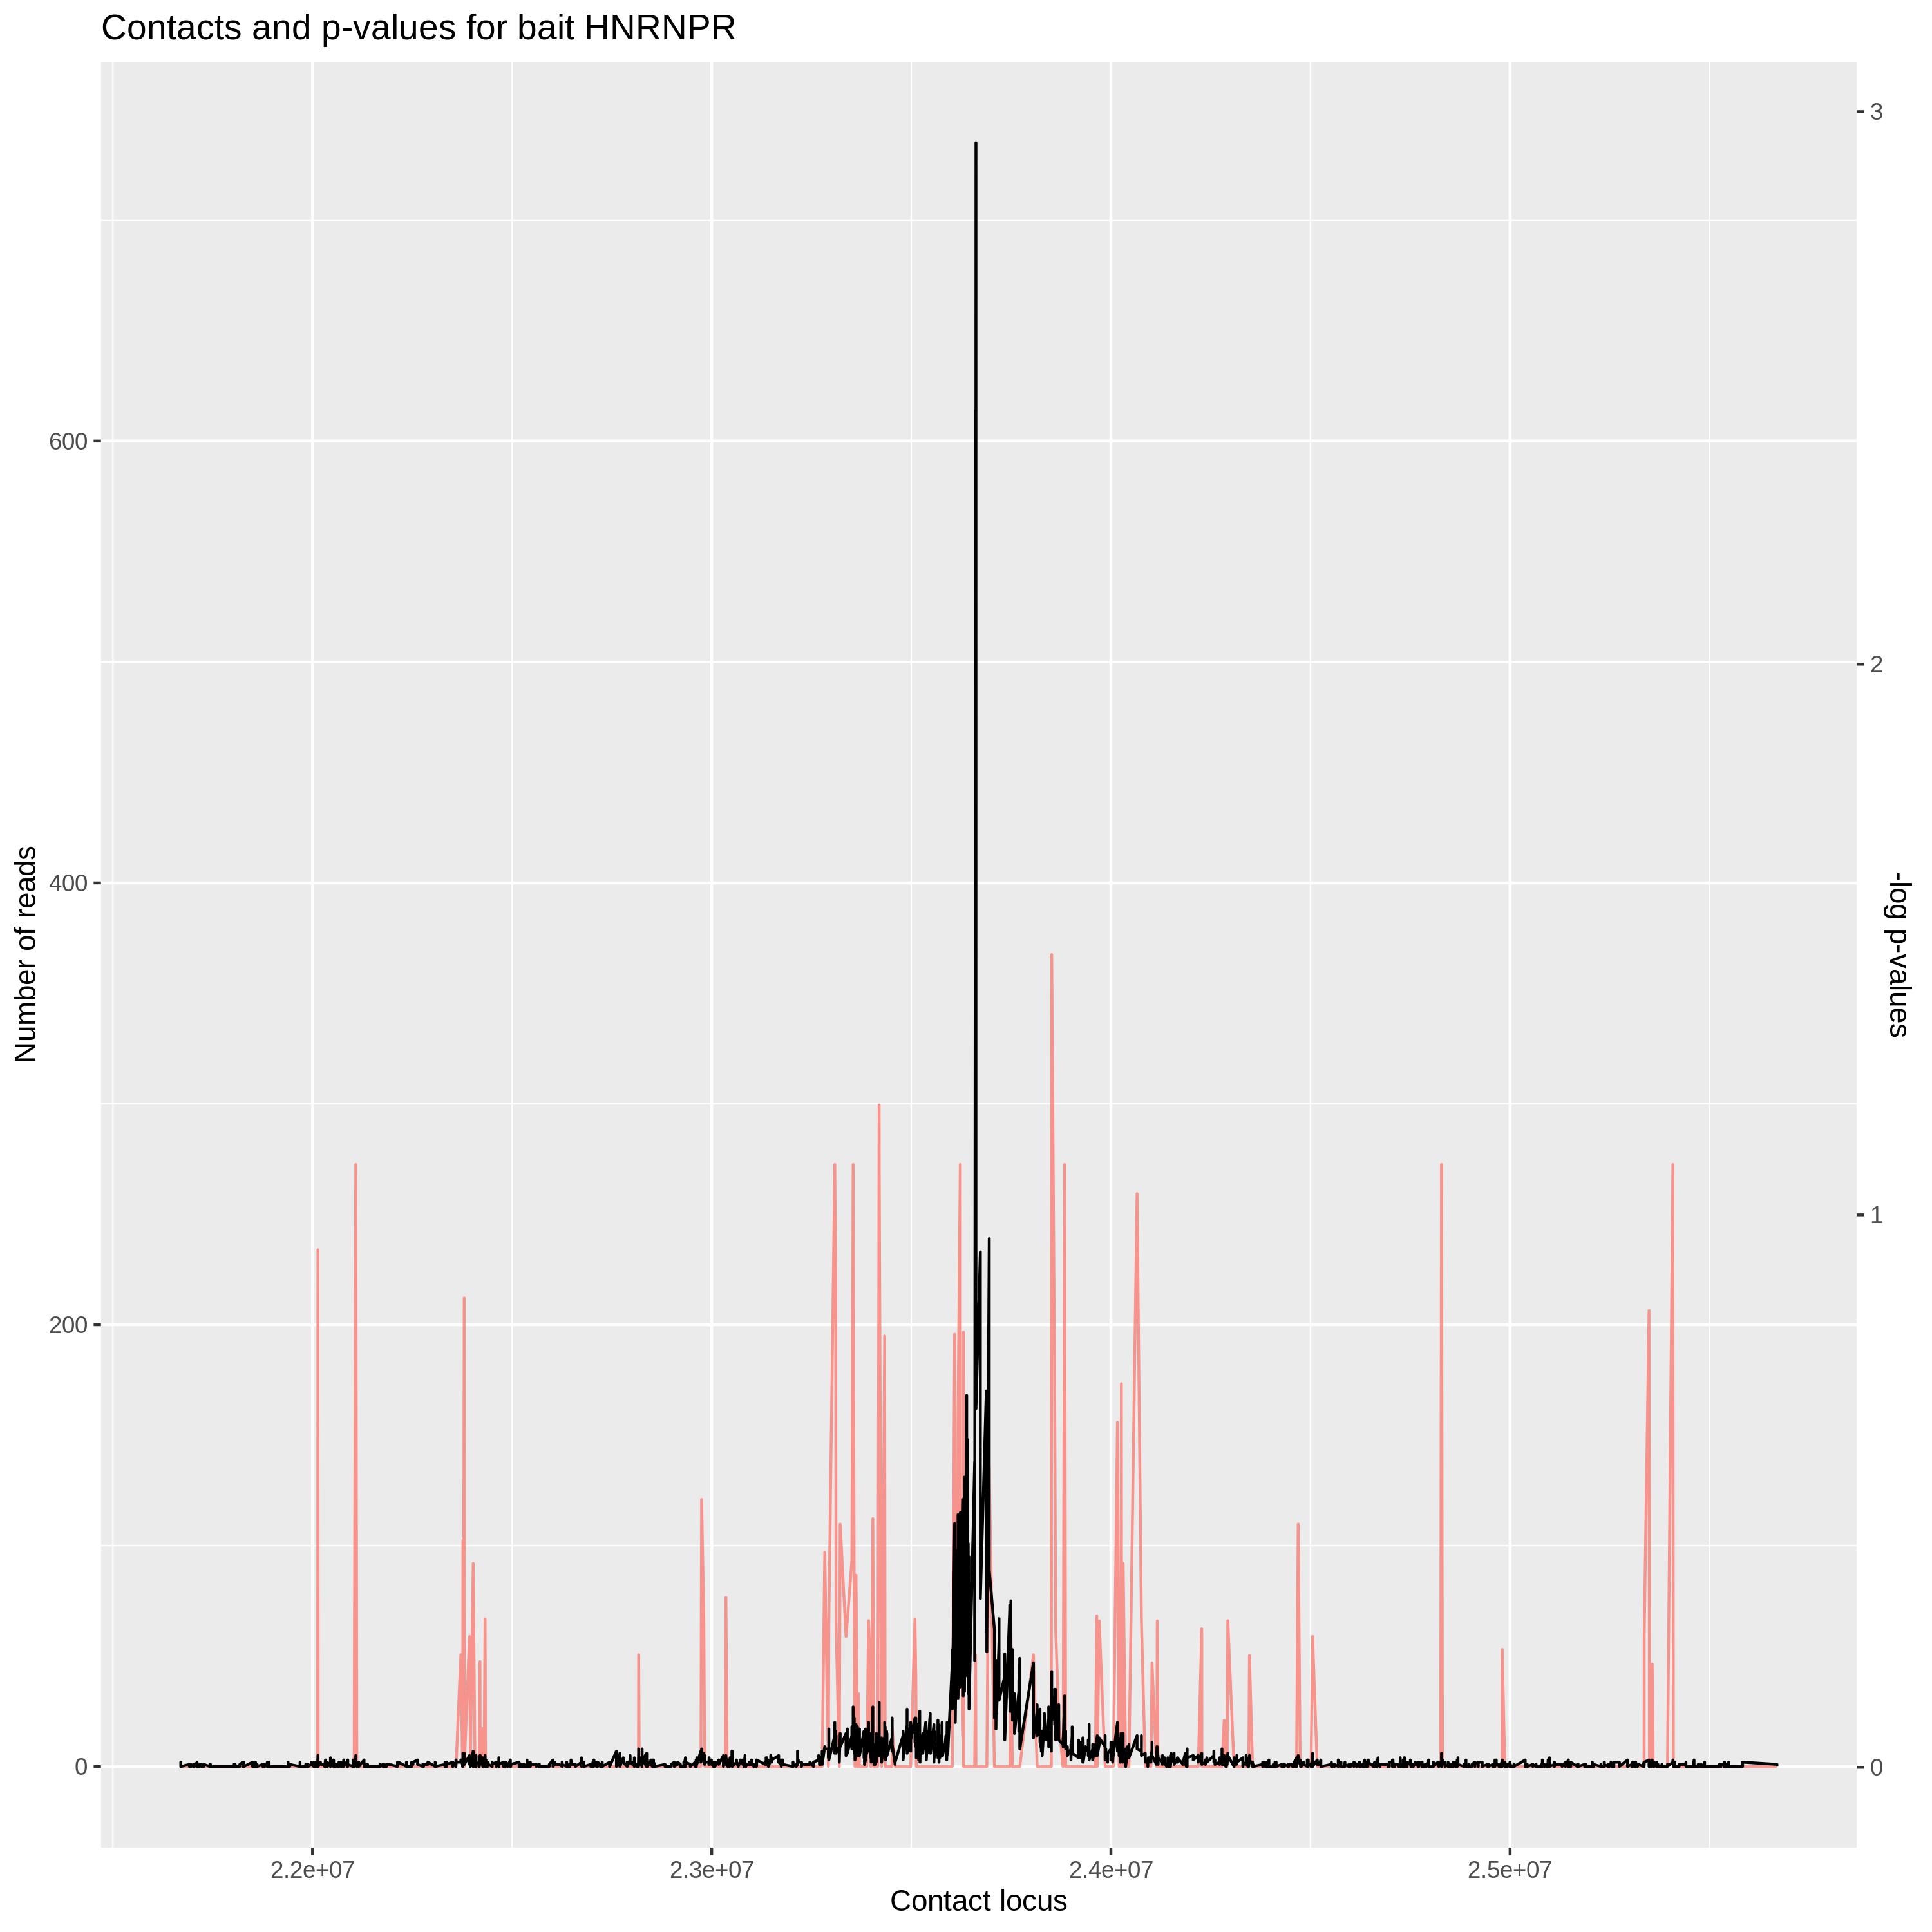 Contacts and p-values for bait HNRNPR
3
600
2
400
Number of reads
-log p-values
1
200
0
0
2.2e+07
2.3e+07
2.4e+07
2.5e+07
Contact locus